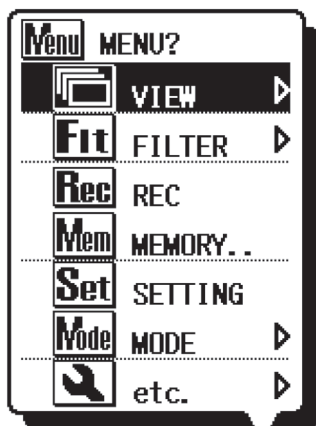 Menu MENU?
VIEW
Flt FILTER
Rec REC
Mem MEMORY..
Set SETTING
Mode MODE
etc.